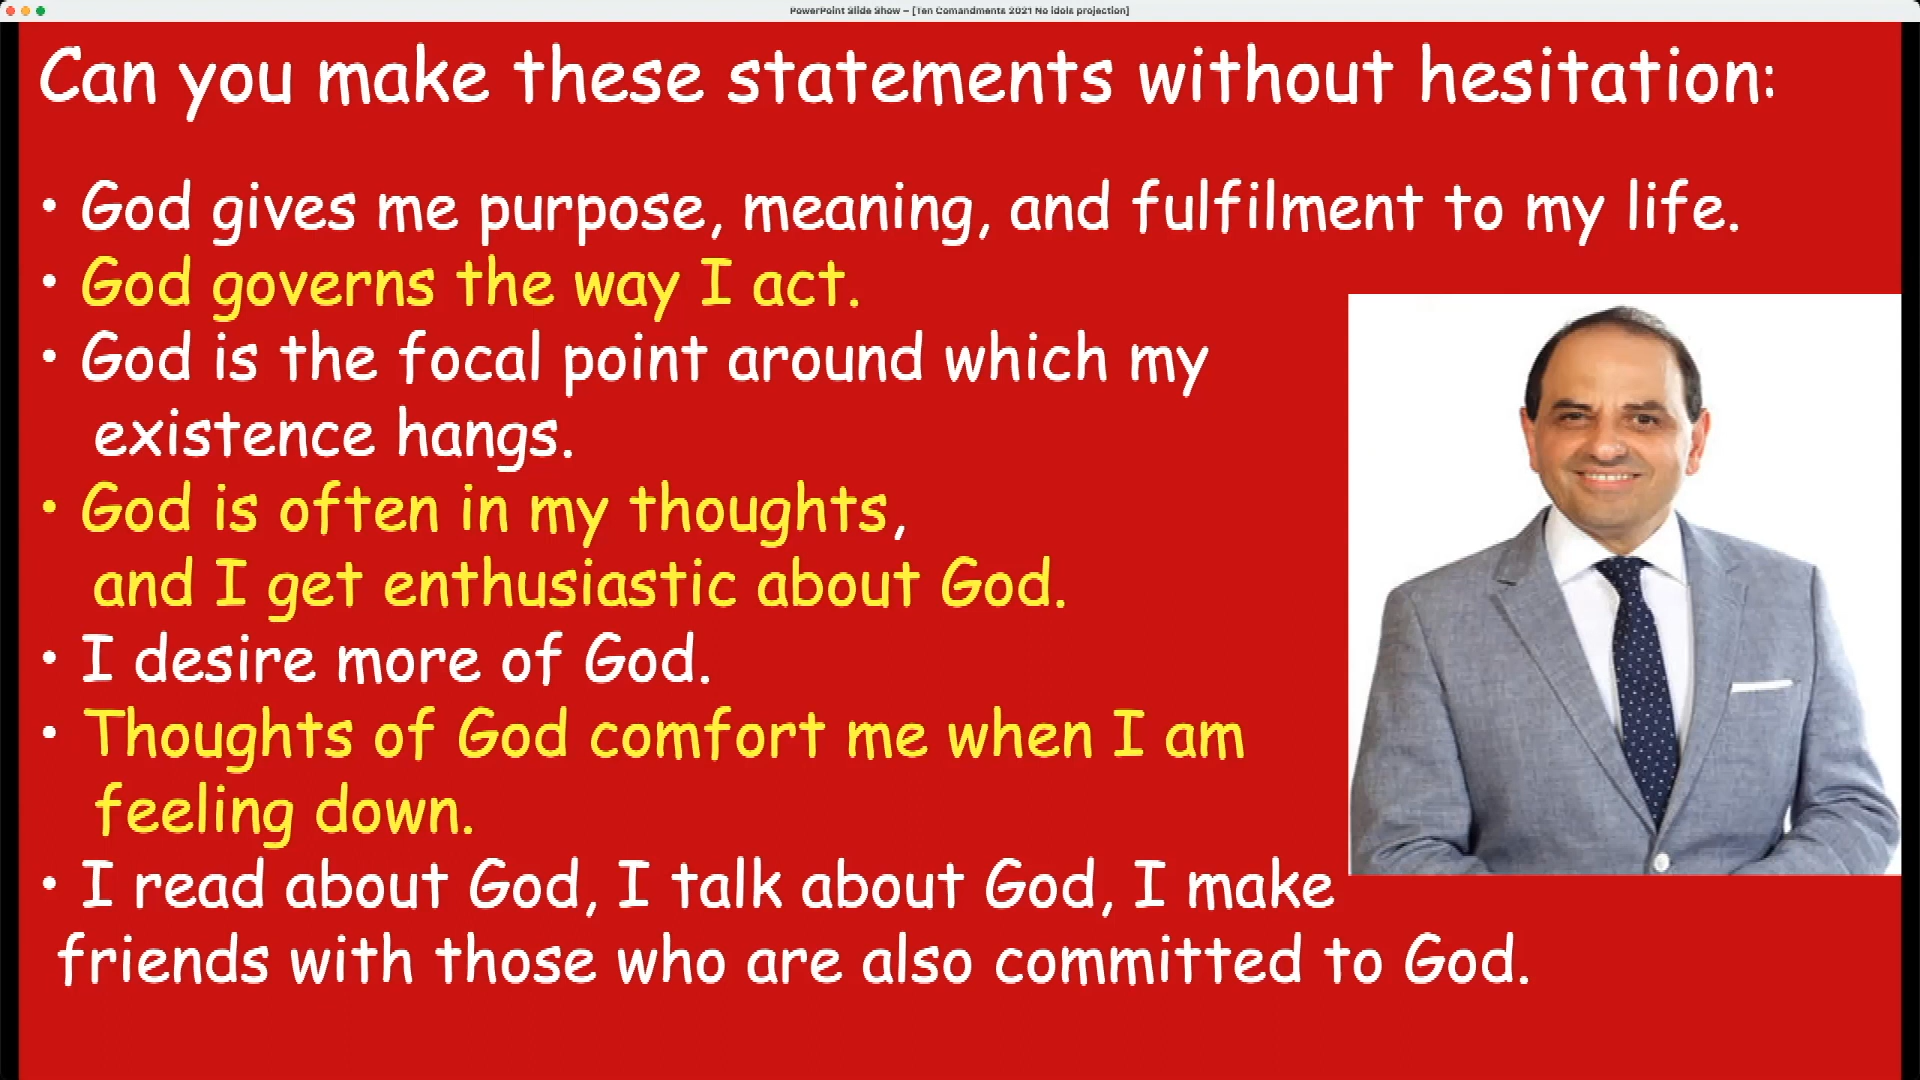 PowerPoint Slide Show – [Ten Comandments 2021 No idols projection]
Can you make these statements without hesitation:
• God gives me purpose, meaning, and fulfilment to my life.
• God governs the way I act.
• God is the focal point around which my
existence hangs.
• God is often in my thoughts,
and I get enthusiastic about God.
• I desire more of God.
• Thoughts of God comfort me when I am
feeling down.
• I read about God, I talk about God, I make
friends with those who are also committed to God.